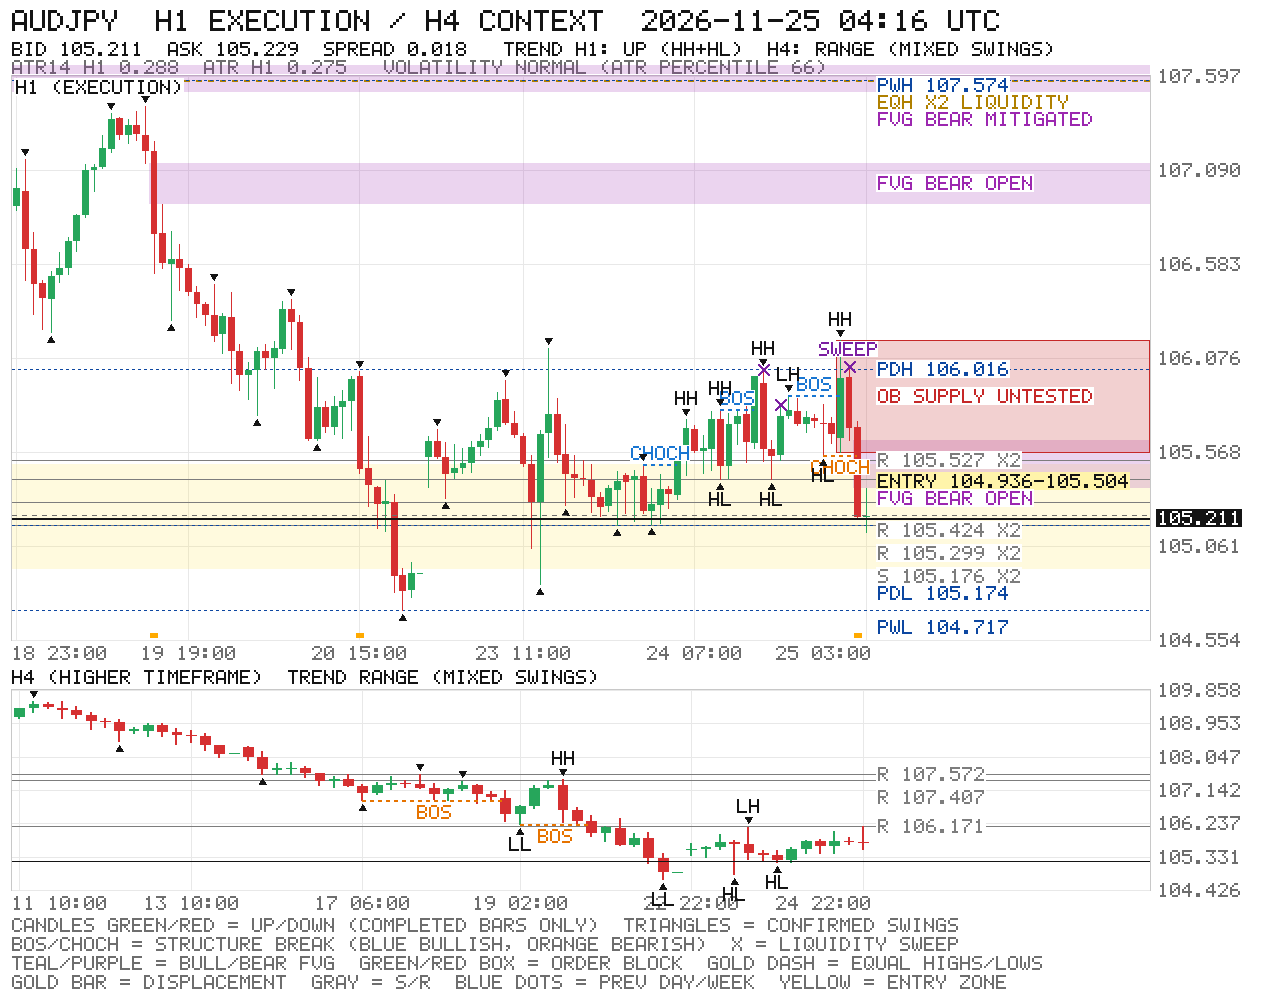 AUDJPY  H1 EXECUTION / H4 CONTEXT  2026-11-25 04:16 UTC
BID 105.211  ASK 105.229  SPREAD 0.018  TREND H1: UP (HH+HL)  H4: RANGE (MIXED SWINGS)
ATR14 H1 0.288  ATR H1 0.275  VOLATILITY NORMAL (ATR PERCENTILE 66)
107.597
H1 (EXECUTION)
PWH 107.574
EQH X2 LIQUIDITY
FVG BEAR MITIGATED
107.090
FVG BEAR OPEN
106.583
HH
HH
SWEEP
106.076
PDH 106.016
LH
BOS
HH
HH
BOS
OB SUPPLY UNTESTED
CHOCH
105.568
R 105.527 X2
CHOCH
HL
ENTRY 104.936-105.504
HL
HL
FVG BEAR OPEN
105.211
R 105.424 X2
105.061
R 105.299 X2
S 105.176 X2
PDL 105.174
PWL 104.717
104.554
18 23:00
19 19:00
20 15:00
23 11:00
24 07:00
25 03:00
H4 (HIGHER TIMEFRAME)  TREND RANGE (MIXED SWINGS)
109.858
108.953
108.047
HH
R 107.572
107.142
R 107.407
LH
BOS
106.237
R 106.171
BOS
LL
105.331
HL
HL
LL
104.426
11 10:00
13 10:00
17 06:00
19 02:00
22 22:00
24 22:00
CANDLES GREEN/RED = UP/DOWN (COMPLETED BARS ONLY)  TRIANGLES = CONFIRMED SWINGS
BOS/CHOCH = STRUCTURE BREAK (BLUE BULLISH, ORANGE BEARISH)  X = LIQUIDITY SWEEP
TEAL/PURPLE = BULL/BEAR FVG  GREEN/RED BOX = ORDER BLOCK  GOLD DASH = EQUAL HIGHS/LOWS
GOLD BAR = DISPLACEMENT  GRAY = S/R  BLUE DOTS = PREV DAY/WEEK  YELLOW = ENTRY ZONE